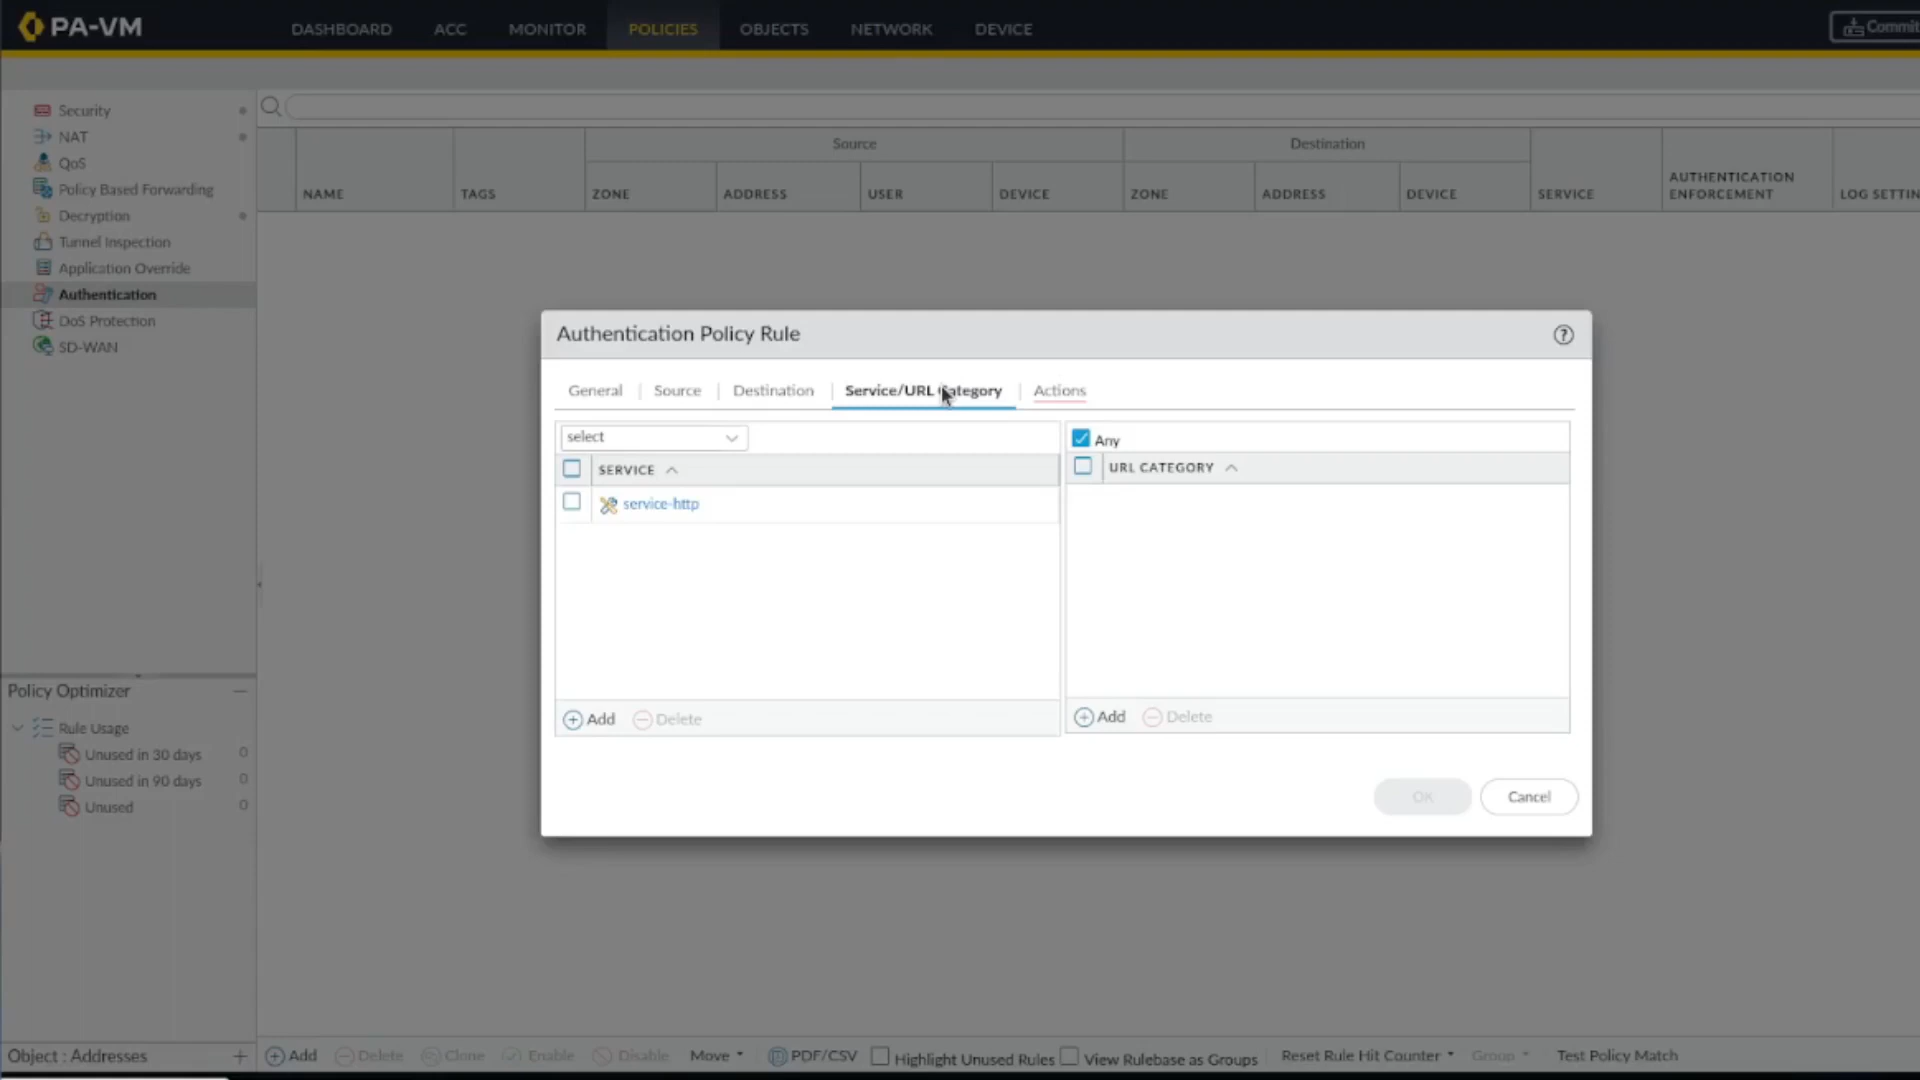 PA-VM
DASHBOARD ACC MONITOR POLICIES OBJECTS NETWORK DEVICE
Commit
Security
NAT
QoS
Policy Based Forwarding
Decryption
Tunnel Inspection
Application Override
Authentication
DoS Protection
SD-WAN
Source Destination
NAME TAGS ZONE ADDRESS USER DEVICE ZONE ADDRESS DEVICE SERVICE AUTHENTICATION ENFORCEMENT LOG SETTIN
Authentication Policy Rule
General Source Destination Service/URL Category Actions
select
Any
SERVICE
URL CATEGORY
service-http
Add Delete
Add Delete
OK Cancel
Policy Optimizer
Rule Usage
Unused in 30 days 0
Unused in 90 days 0
Unused 0
Object : Addresses
Add Delete Clone Enable Disable Move PDF/CSV Highlight Unused Rules View Rulebase as Groups Reset Rule Hit Counter Group Test Policy Match